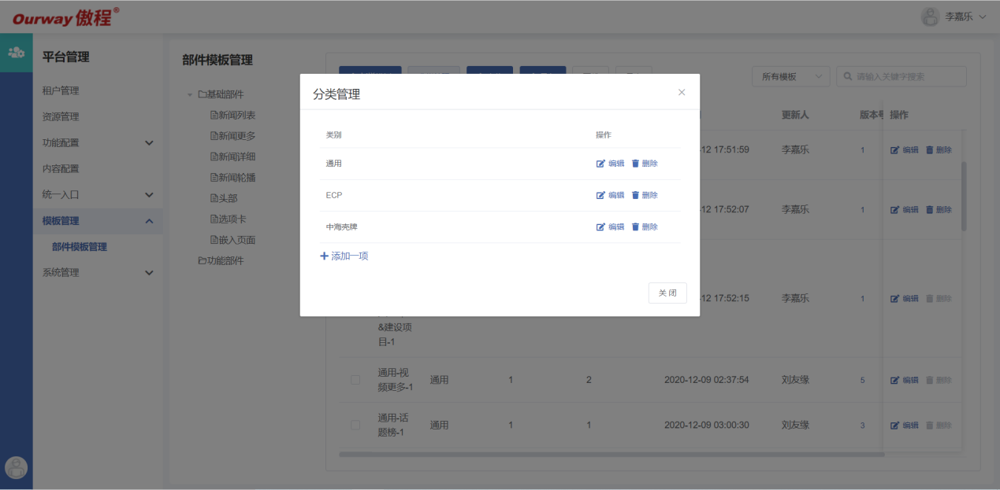 Ourway 傲程®
李嘉乐
平台管理
租户管理
资源管理
功能配置
内容配置
统一入口
模板管理
部件模板管理
系统管理
部件模板管理
基础部件
新闻列表
新闻更多
新闻详细
新闻轮播
头部
选项卡
嵌入页面
功能部件
所有模板
请输入关键字搜索
更新人
版本号
操作
-12 17:51:59 李嘉乐 1 编辑 删除
-12 17:52:07 李嘉乐 1 编辑 删除
-12 17:52:15 李嘉乐 1 编辑 删除
&建设项
目-1
通用-视
频更多-1
通用 1 2 2020-12-09 02:37:54 刘友缘 5 编辑 删除
通用-话
题榜-1
通用 1 1 2020-12-09 03:00:30 刘友缘 3 编辑 删除
分类管理
类别 操作
通用 编辑 删除
ECP 编辑 删除
中海壳牌 编辑 删除
添加一项
关闭